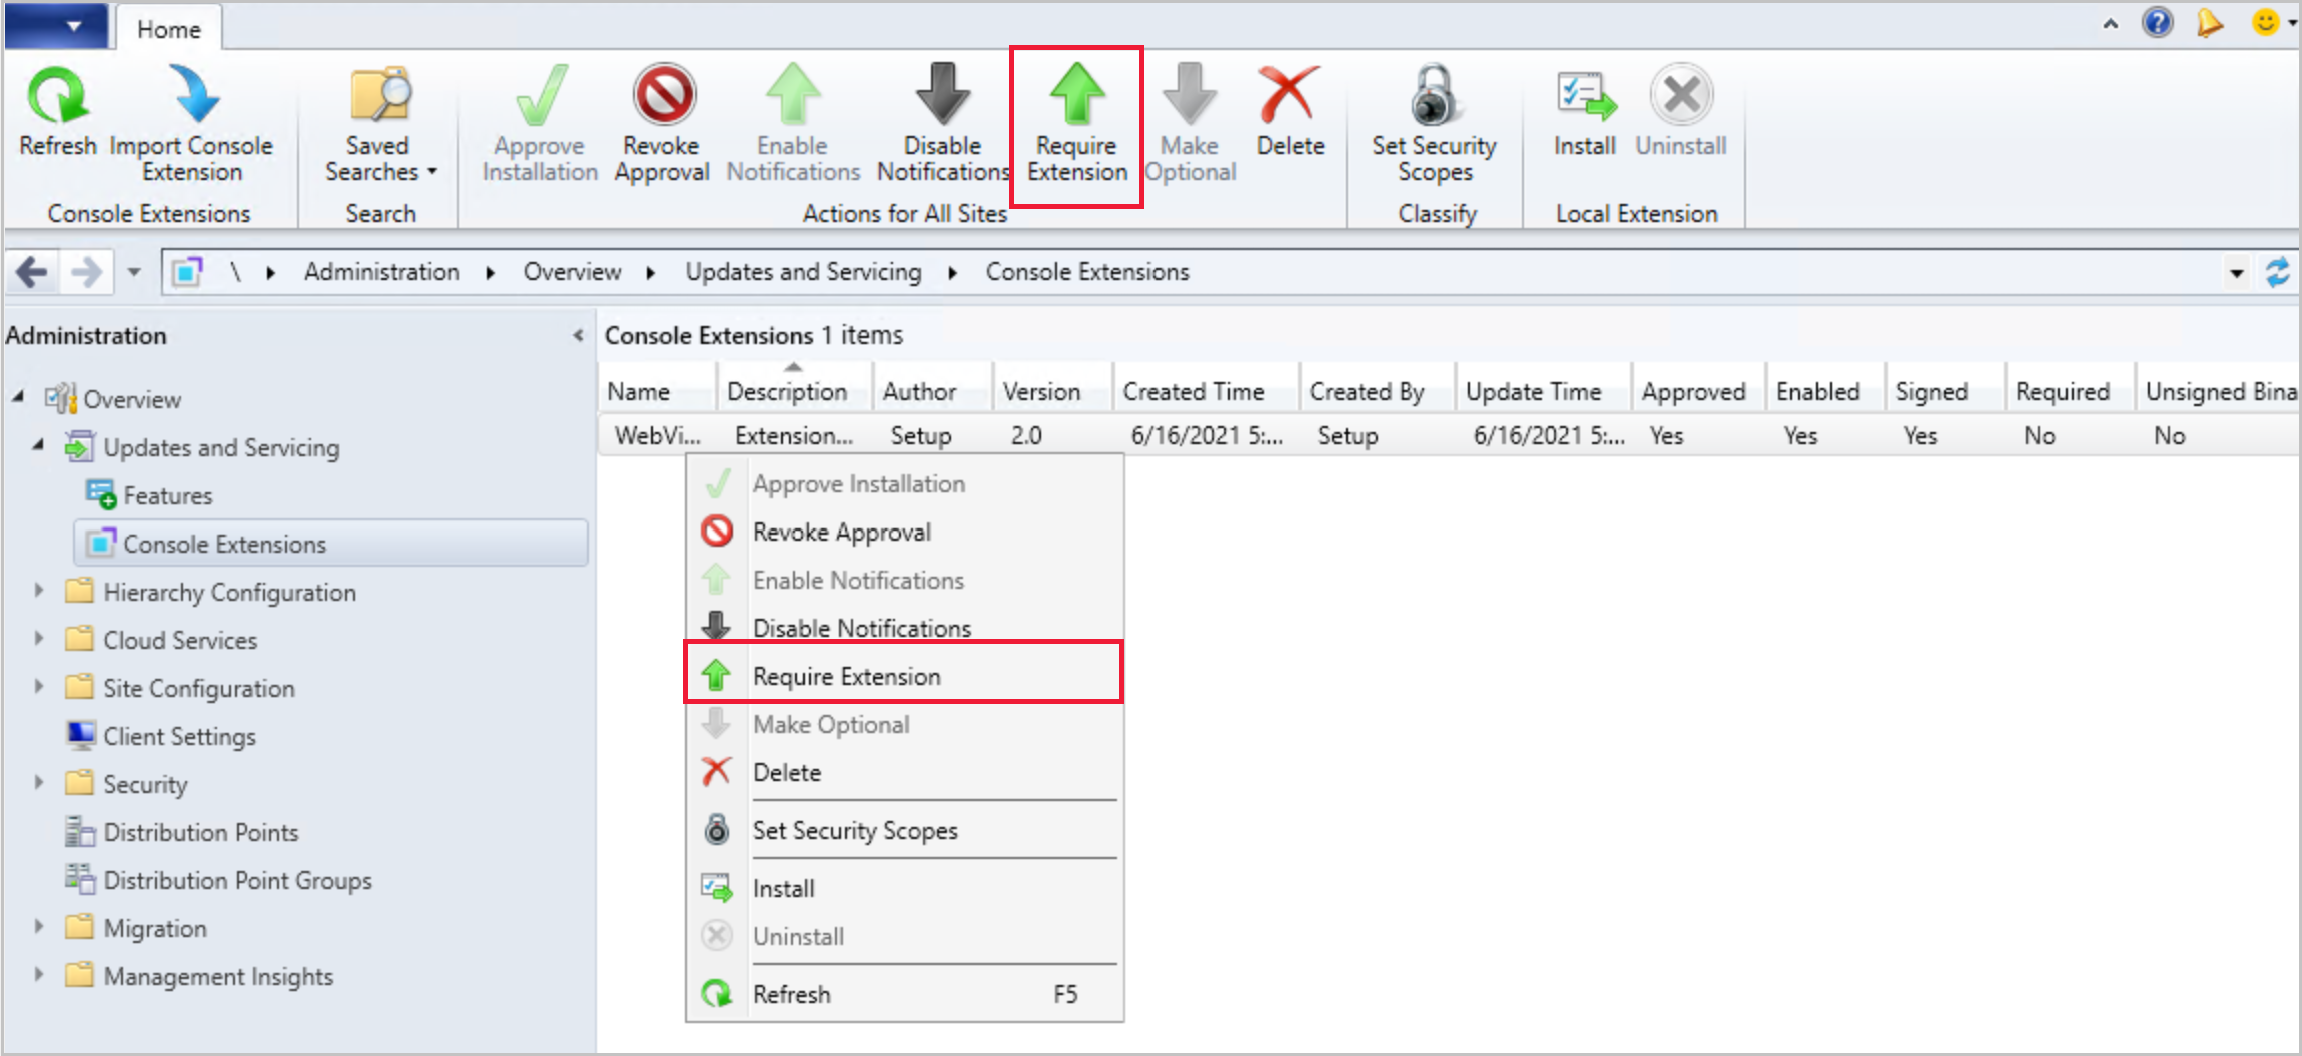 Home
Refresh
Import Console
Extension
Saved
Searches
Approve
Installation
Revoke
Approval
Enable
Notifications
Disable
Notifications
Require
Extension
Make
Optional
Delete
Set Security
Scopes
Install
Uninstall
Console Extensions
Search
Actions for All Sites
Classify
Local Extension
\ Administration Overview Updates and Servicing Console Extensions
Administration
Overview
Updates and Servicing
Features
Console Extensions
Hierarchy Configuration
Cloud Services
Site Configuration
Client Settings
Security
Distribution Points
Distribution Point Groups
Migration
Management Insights
Console Extensions 1 items
Name Description Author Version Created Time Created By Update Time Approved Enabled Signed Required Unsigned Bina
WebVi... Extension... Setup 2.0 6/16/2021 5:... Setup 6/16/2021 5:... Yes Yes Yes No No
Approve Installation
Revoke Approval
Enable Notifications
Disable Notifications
Require Extension
Make Optional
Delete
Set Security Scopes
Install
Uninstall
Refresh F5